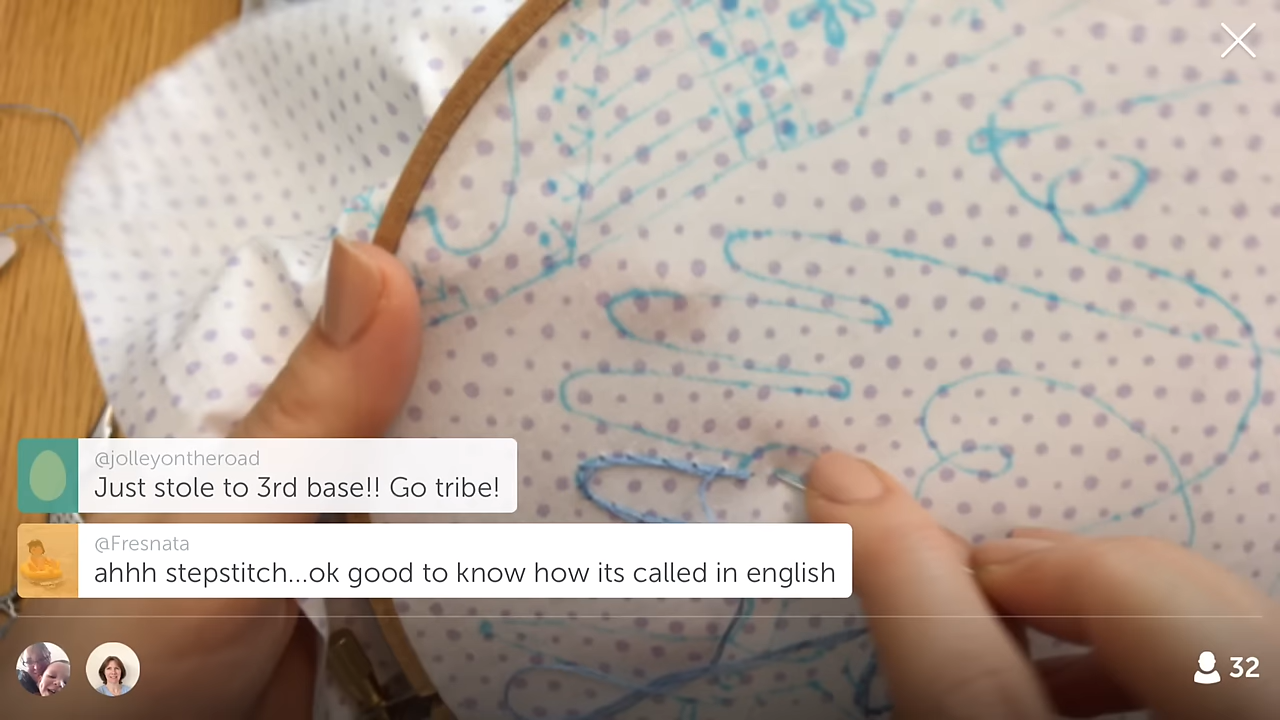 @jolleyontheroad
Just stole to 3rd base!! Go tribe!
@Fresnata
ahhh stepstitch...ok good to know how its called in english
32